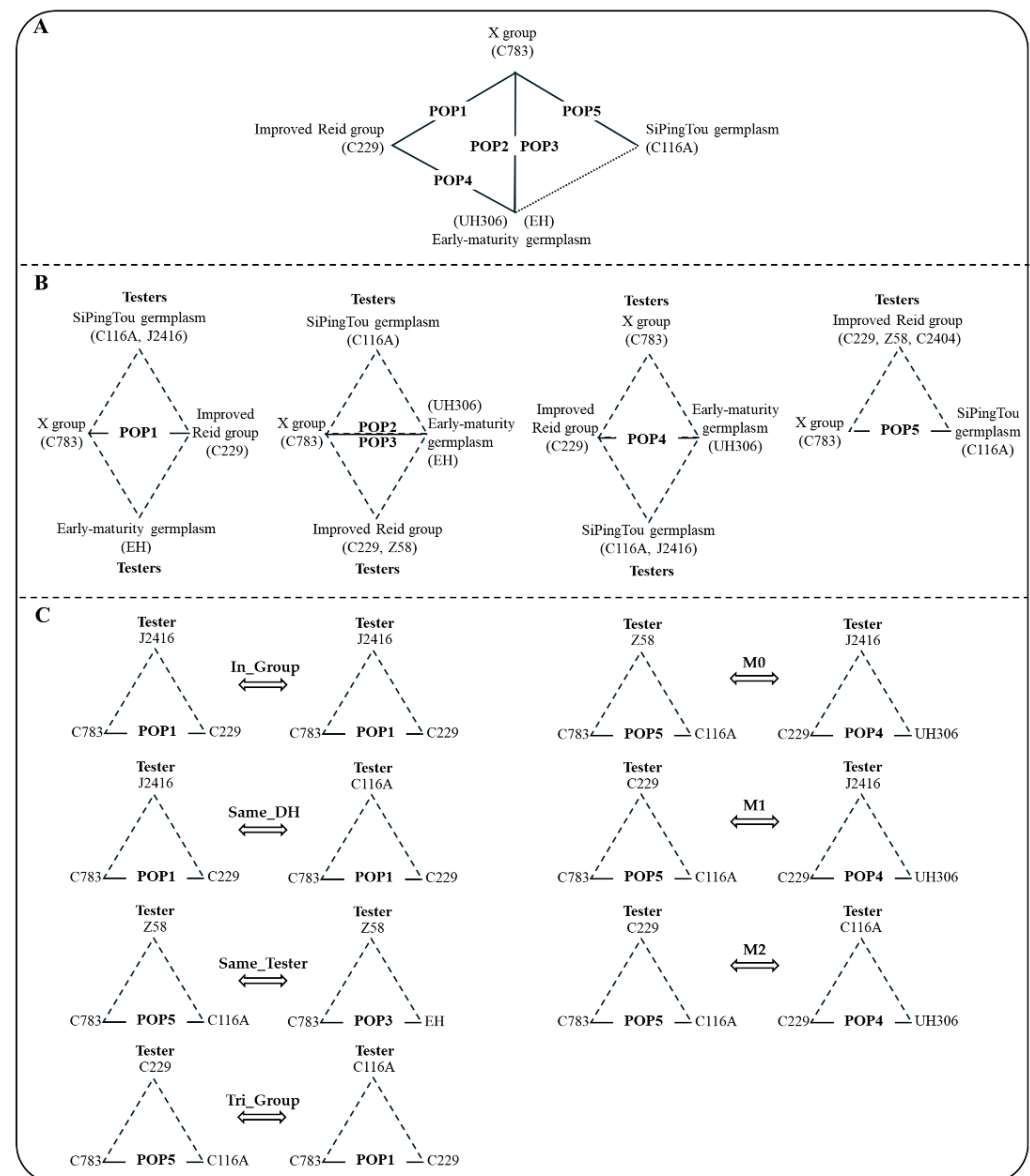 A
X group
(C783)
POP1
POP5
Improved Reid group
(C229)
SiPingTou germplasm
(C116A)
POP2
POP3
POP4
(UH306)
(EH)
Early-maturity germplasm
B
Testers
SiPingTou germplasm
(C116A, J2416)
X group
(C783)
POP1
Improved
Reid group
(C229)
Early-maturity germplasm
(EH)
Testers
Testers
SiPingTou germplasm
(C116A)
X group
(C783)
POP2
POP3
(UH306)
Early-maturity
germplasm
(EH)
Improved Reid group
(C229, Z58)
Testers
Testers
X group
(C783)
Improved
Reid group
(C229)
POP4
Early-maturity
germplasm
(UH306)
SiPingTou germplasm
(C116A, J2416)
Testers
Testers
Improved Reid group
(C229, Z58, C2404)
X group
(C783)
POP5
SiPingTou
germplasm
(C116A)
C
Tester
J2416
C783
POP1
C229
In_Group
Tester
J2416
C783
POP1
C229
Tester
Z58
C783
POP5
C116A
M0
Tester
J2416
C229
POP4
UH306
Tester
J2416
C783
POP1
C229
Same_DH
Tester
C116A
C783
POP1
C229
Tester
C229
C783
POP5
C116A
M1
Tester
J2416
C229
POP4
UH306
Tester
Z58
C783
POP5
C116A
Same_Tester
Tester
Z58
C783
POP3
EH
Tester
C229
C783
POP5
C116A
M2
Tester
C116A
C229
POP4
UH306
Tester
C229
C783
POP5
C116A
Tri_Group
Tester
C116A
C783
POP1
C229